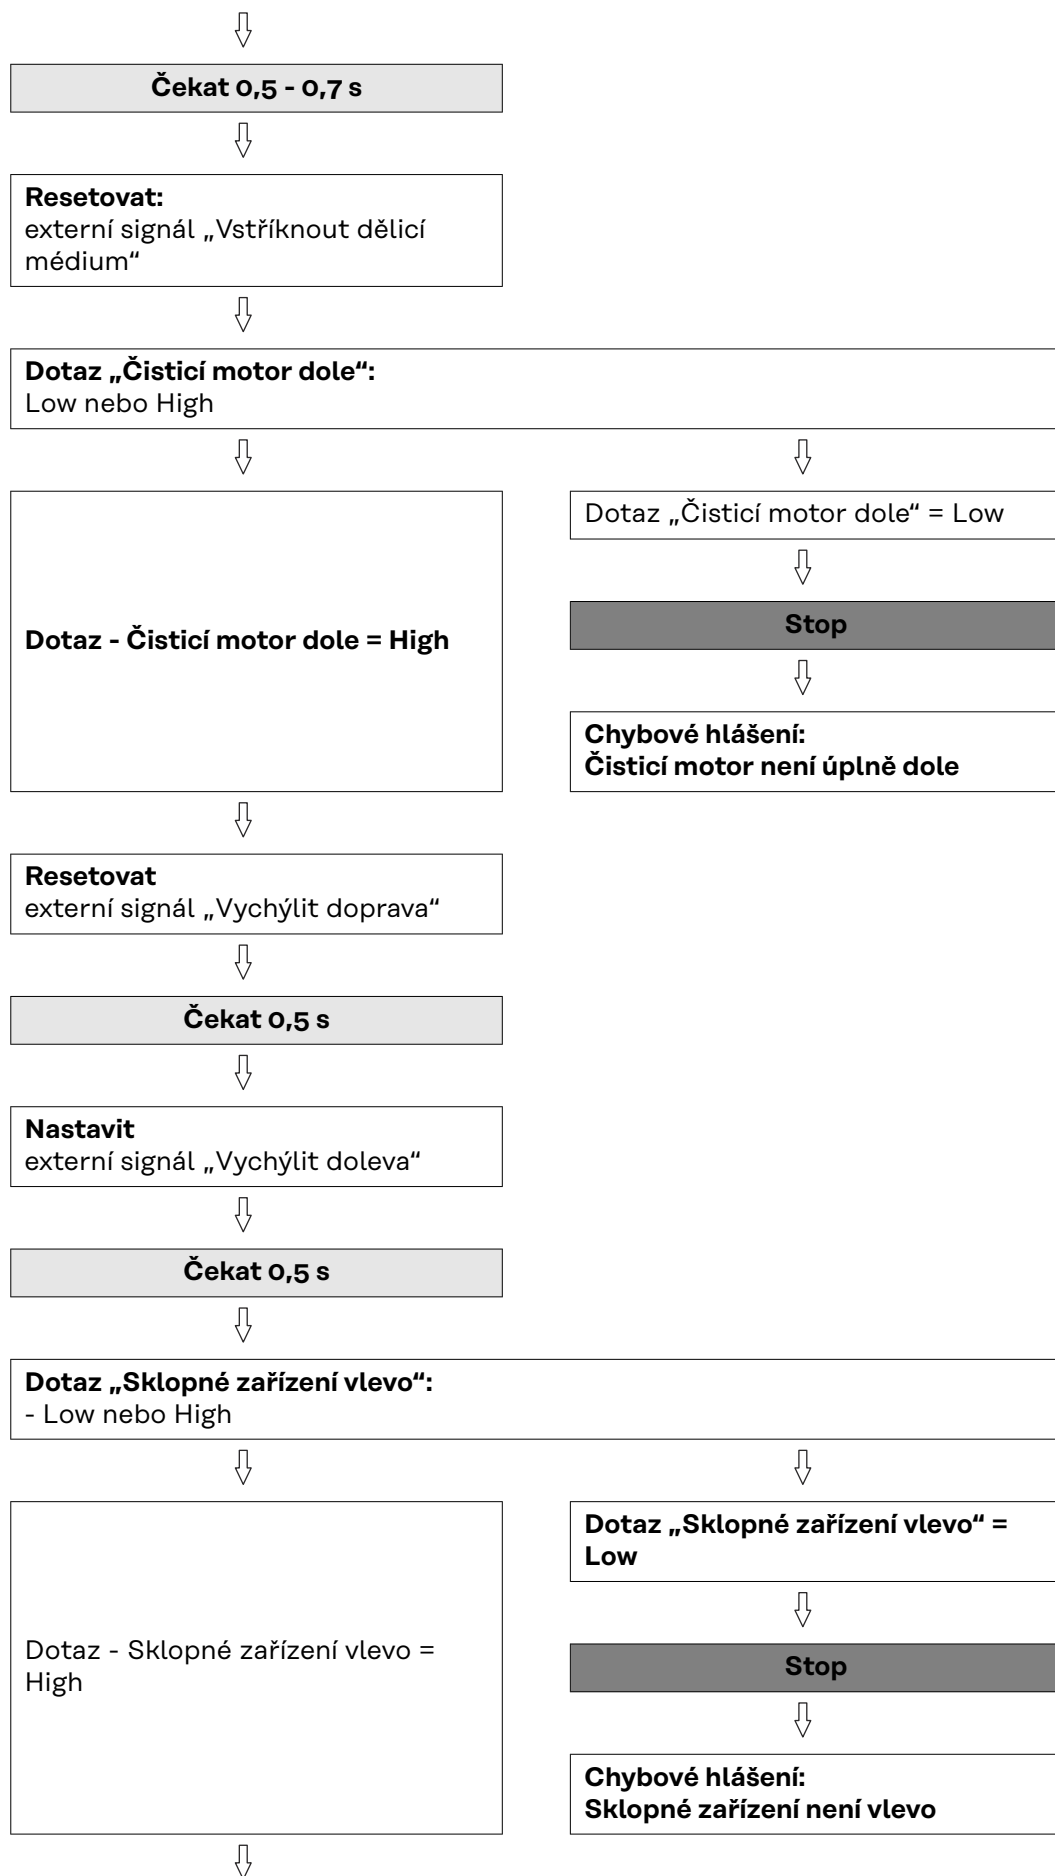 Čekat 0,5 - 0,7 s
Resetovat:
externí signál „Vstříknout dělicí
médium“
Dotaz „Čisticí motor dole“:
Low nebo High
Dotaz - Čisticí motor dole = High
Dotaz „Čisticí motor dole“ = Low
Stop
Chybové hlášení:
Čisticí motor není úplně dole
Resetovat
externí signál „Vychýlit doprava“
Čekat 0,5 s
Nastavit
externí signál „Vychýlit doleva“
Čekat 0,5 s
Dotaz „Sklopné zařízení vlevo“:
- Low nebo High
Dotaz - Sklopné zařízení vlevo =
High
Dotaz „Sklopné zařízení vlevo“ =
Low
Stop
Chybové hlášení:
Sklopné zařízení není vlevo